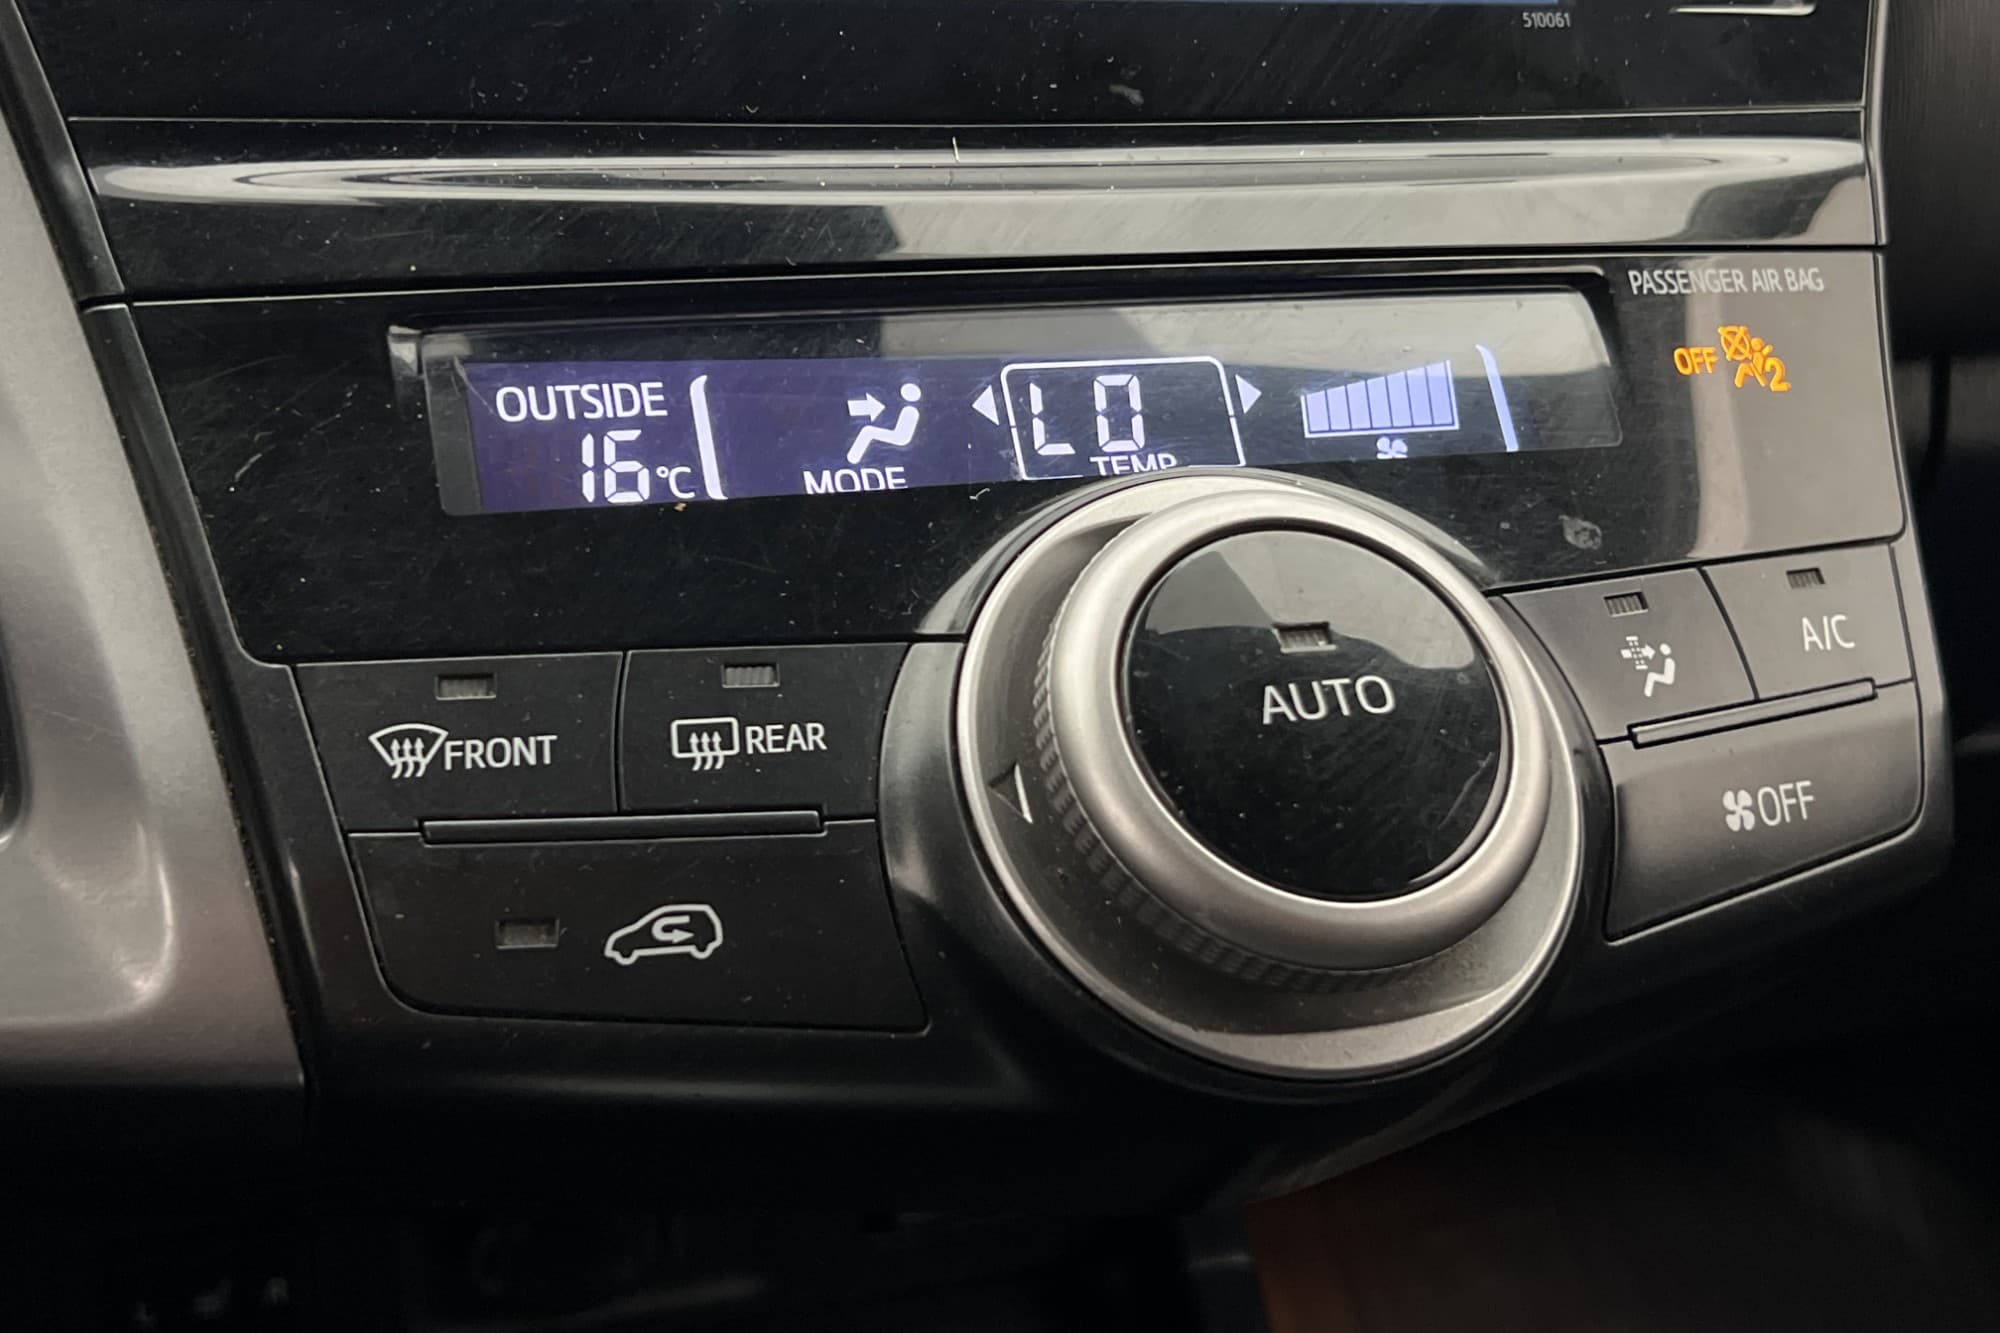 510061
PASSENGER AIR BAG
OFF 2
OUTSIDE
16°C
MODE
LO
TEMP
FRONT
REAR
AUTO
A/C
OFF